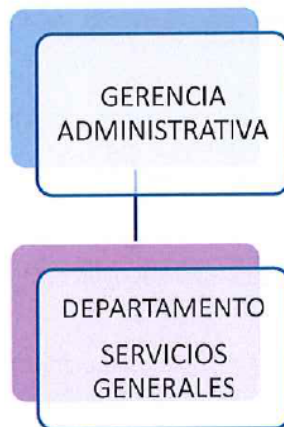 GERENCIA
ADMINISTRATIVA
DEPARTAMENTO
SERVICIOS
GENERALES